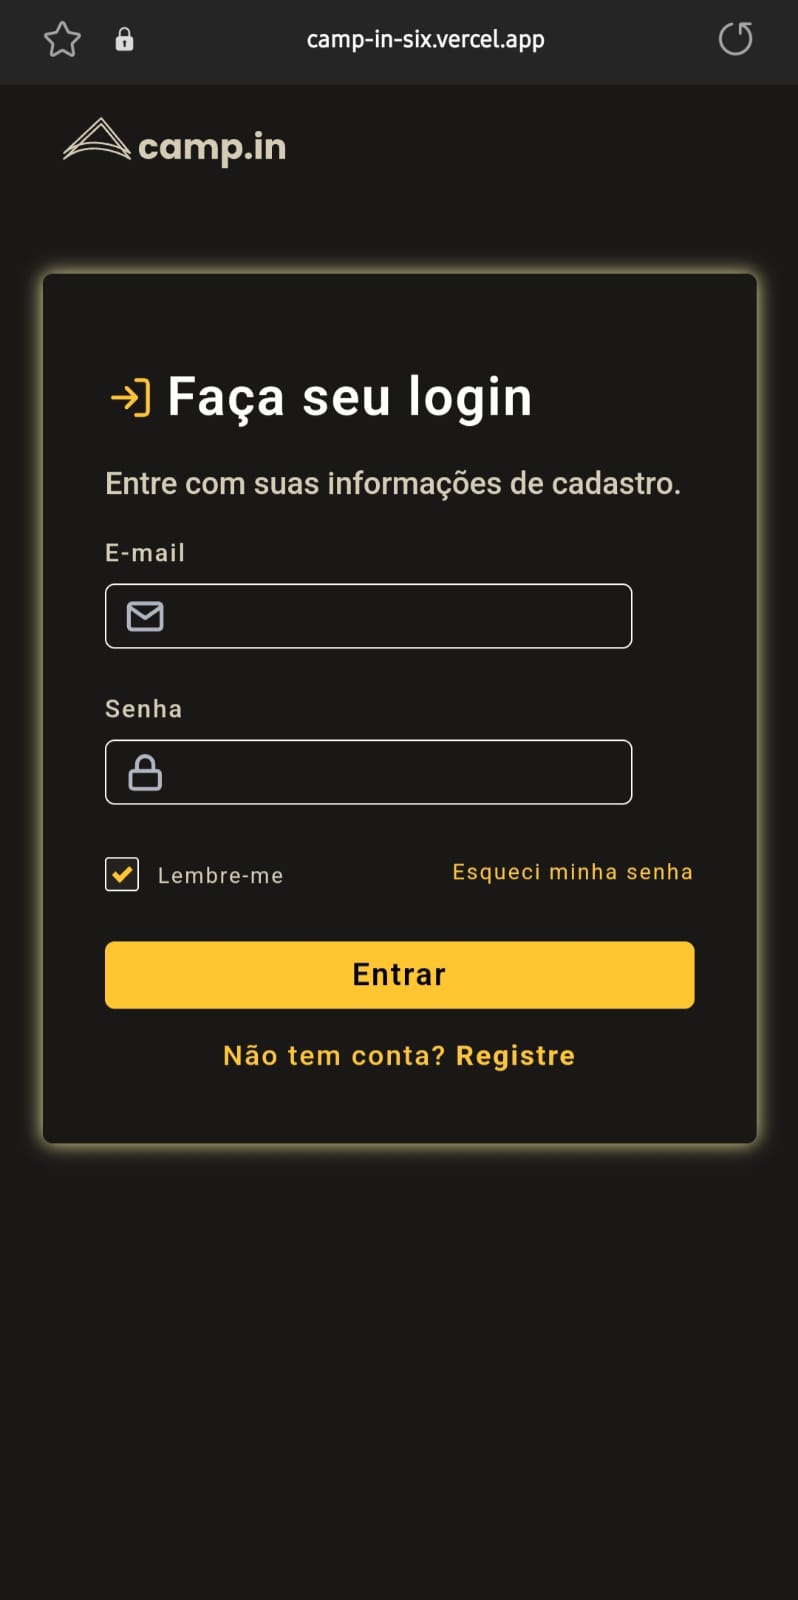 camp-in-six.vercel.app
camp.in
Faça seu login
Entre com suas informações de cadastro.
E-mail
Senha
Lembre-me
Esqueci minha senha
Entrar
Não tem conta? Registre